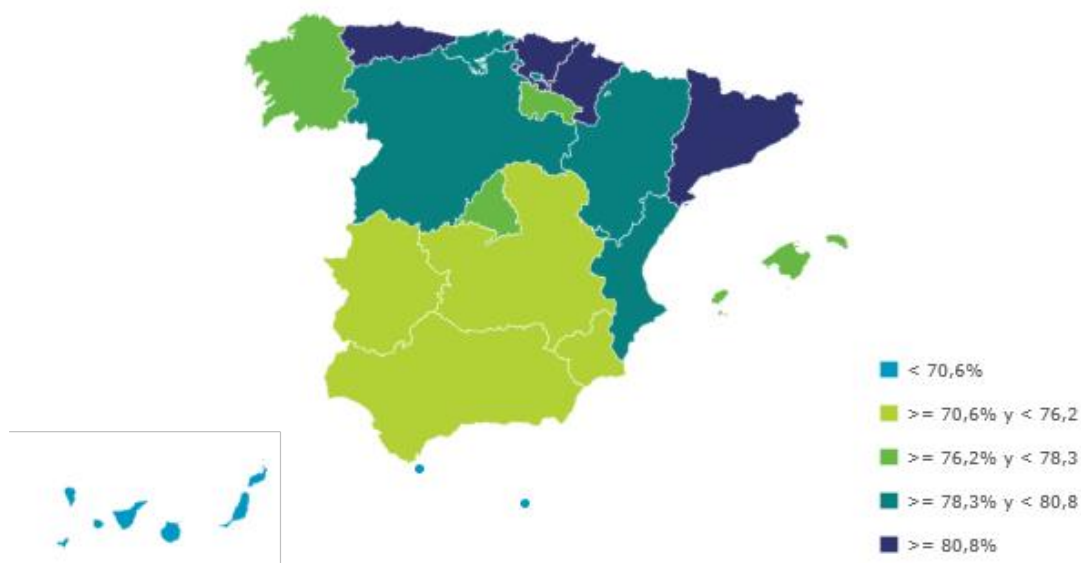 < 70,6%
>= 70,6% y < 76,2
>= 76,2% y < 78,3
>= 78,3% y < 80,8
>= 80,8%